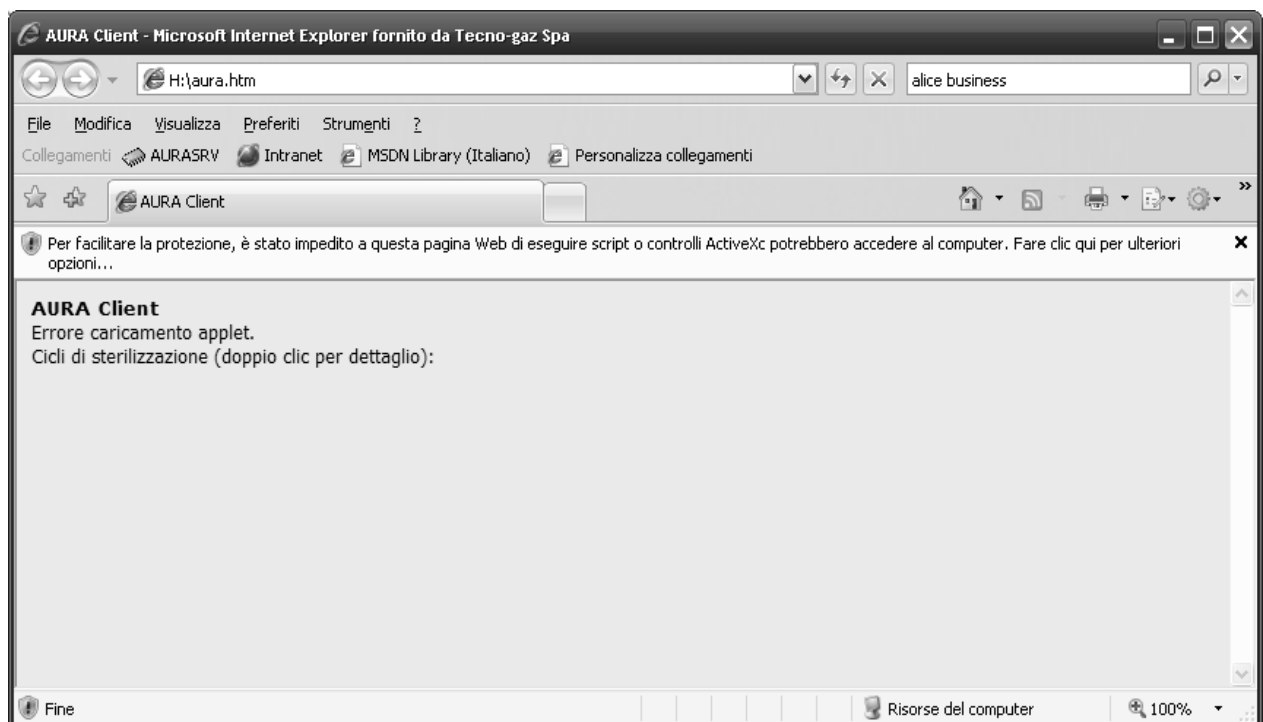 AURA Client - Microsoft Internet Explorer fornito da Tecno-gaz Spa
H:\aura.htm
alice business
File Modifica Visualizza Preferiti Strumenti ?
Collegamenti AURASRV Intranet MSDN Library (Italiano) Personalizza collegamenti
AURA Client
Per facilitare la protezione, è stato impedito a questa pagina Web di eseguire script o controlli ActiveXc potrebbero accedere al computer. Fare clic qui per ulteriori
opzioni...
AURA Client
Errore caricamento applet.
Cicli di sterilizzazione (doppio clic per dettaglio):
Fine
Risorse del computer
100%